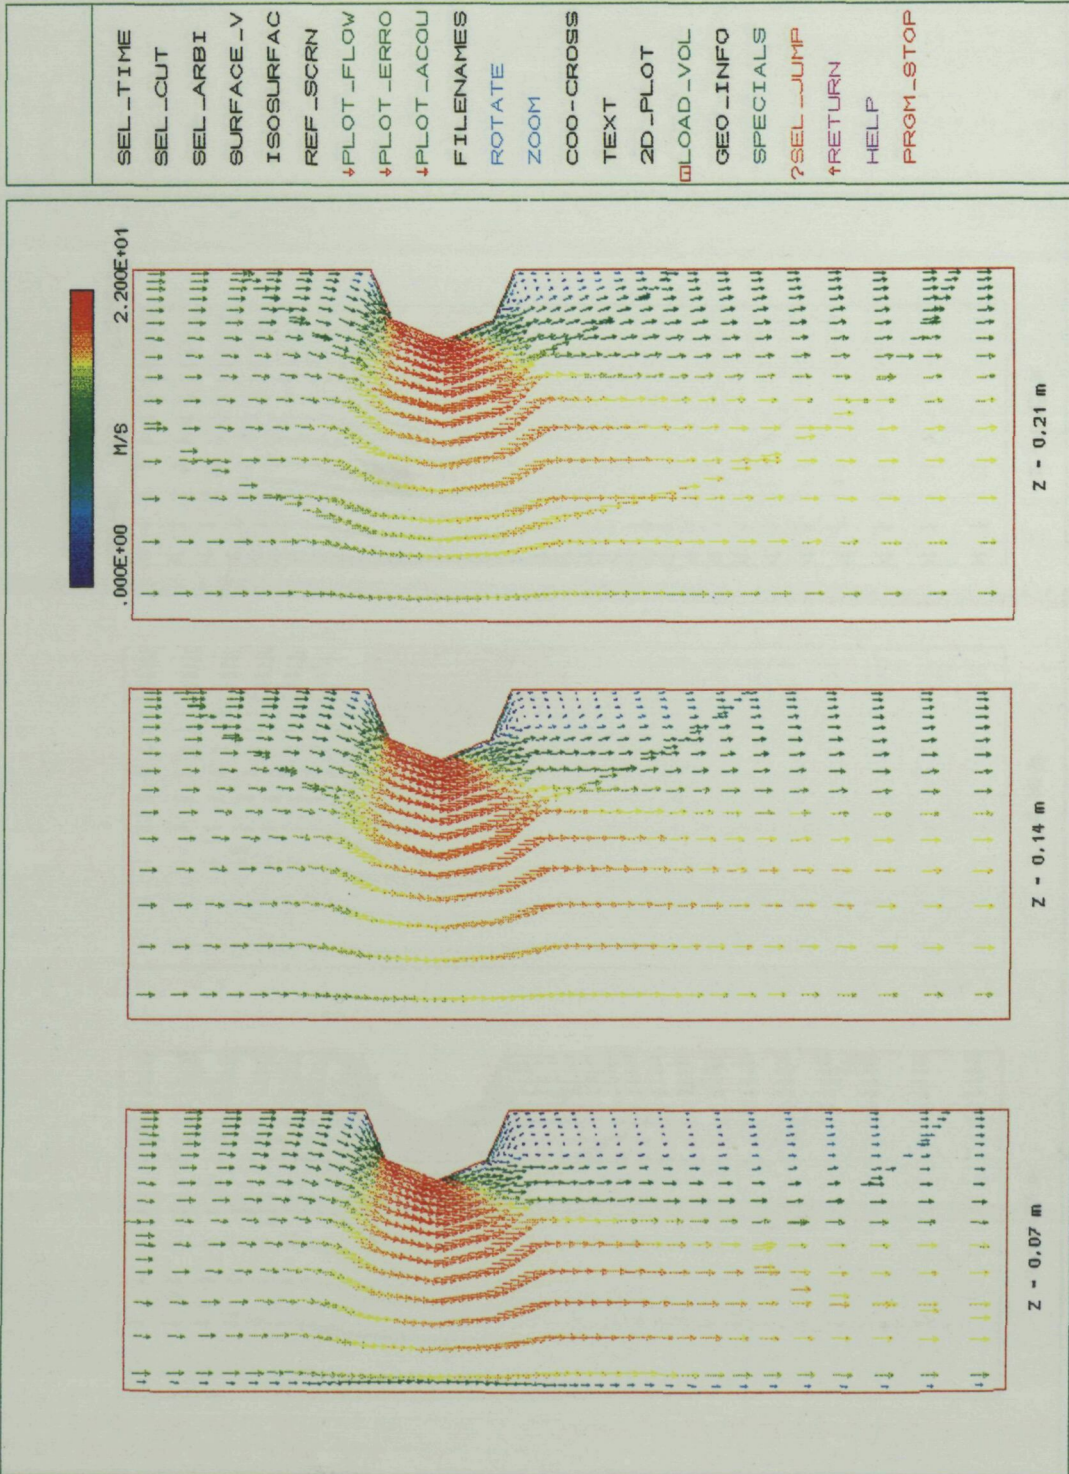 SEL_TIME
SEL_CUT
SEL_ARBI
SURFACE_V
ISOSURFAC
REF_SCRN
↓PLOT_FLOW
↓PLOT_ERRO
↓PLOT_ACOU
FILENAMES
ROTATE
ZOOM
COO-CROSS
TEXT
2D_PLOT
LOAD_VOL
GEO_INFO
SPECIALS
?SEL_JUMP
↑RETURN
HELP
PRGM_STOP
.000E+00 M/S 2.200E+01
Z - 0.21 m
Z - 0.14 m
Z - 0.07 m